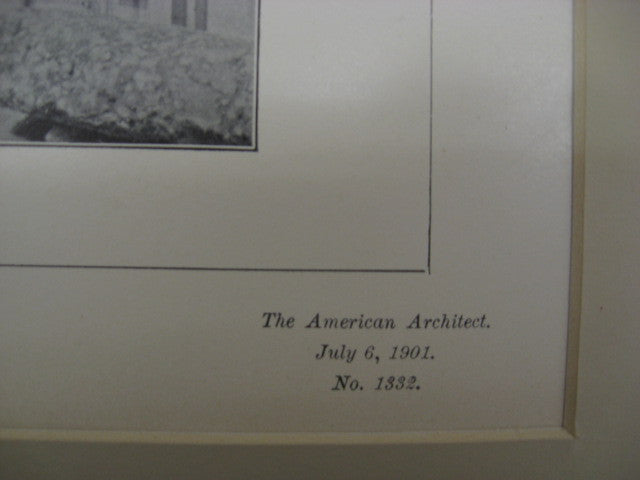 The American Architect.
July 6, 1901.
No. 1332.